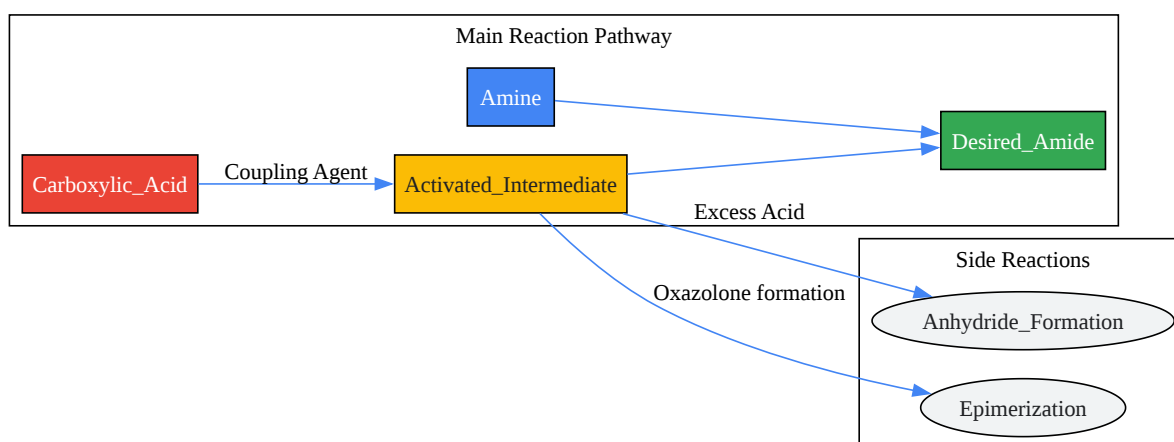 Main Reaction Pathway
Amine
Desired_Amide
Carboxylic_Acid
Coupling Agent
Activated_Intermediate
Excess Acid
Side Reactions
Oxazolone formation
Anhydride_Formation
Epimerization